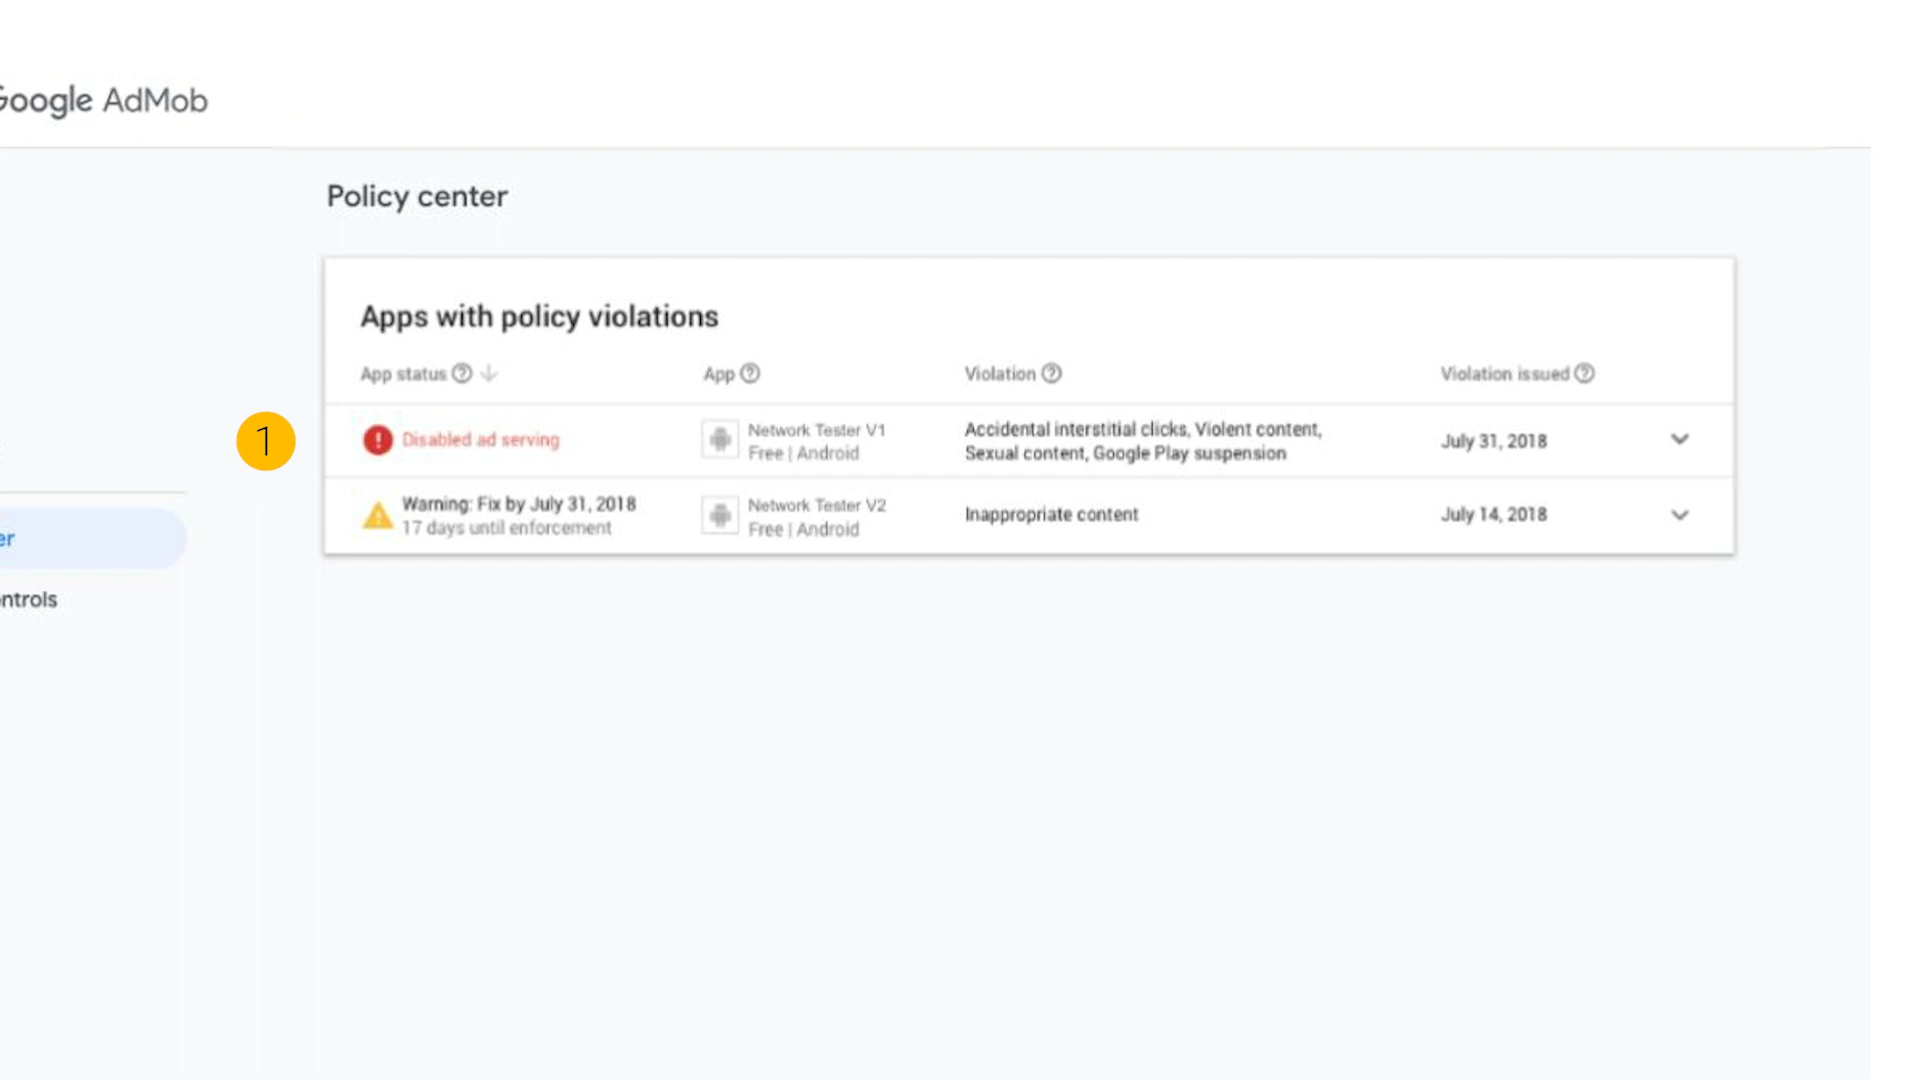 Google AdMob
Policy center
Apps with policy violations
App status
App
Violation
Violation issued
1
Disabled ad serving
Network Tester V1
Free | Android
Accidental interstitial clicks, Violent content,
Sexual content, Google Play suspension
July 31, 2018
Warning: Fix by July 31, 2018
17 days until enforcement
Network Tester V2
Free | Android
Inappropriate content
July 14, 2018
er
ntrols